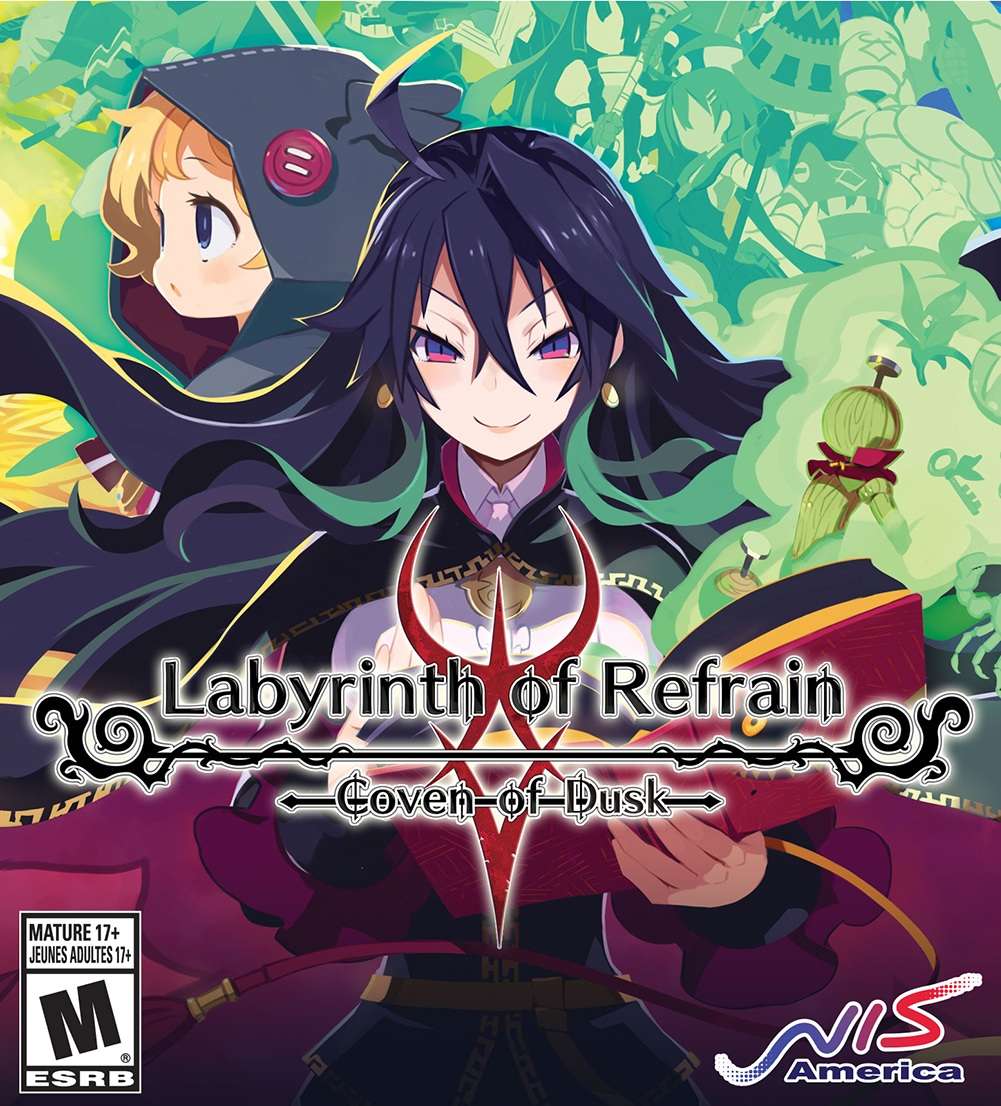 Labyrinth of Refrain
Coven of Dusk
MATURE 17+
JEUNES ADULTES 17+
M
®
ESRB
NIS
America